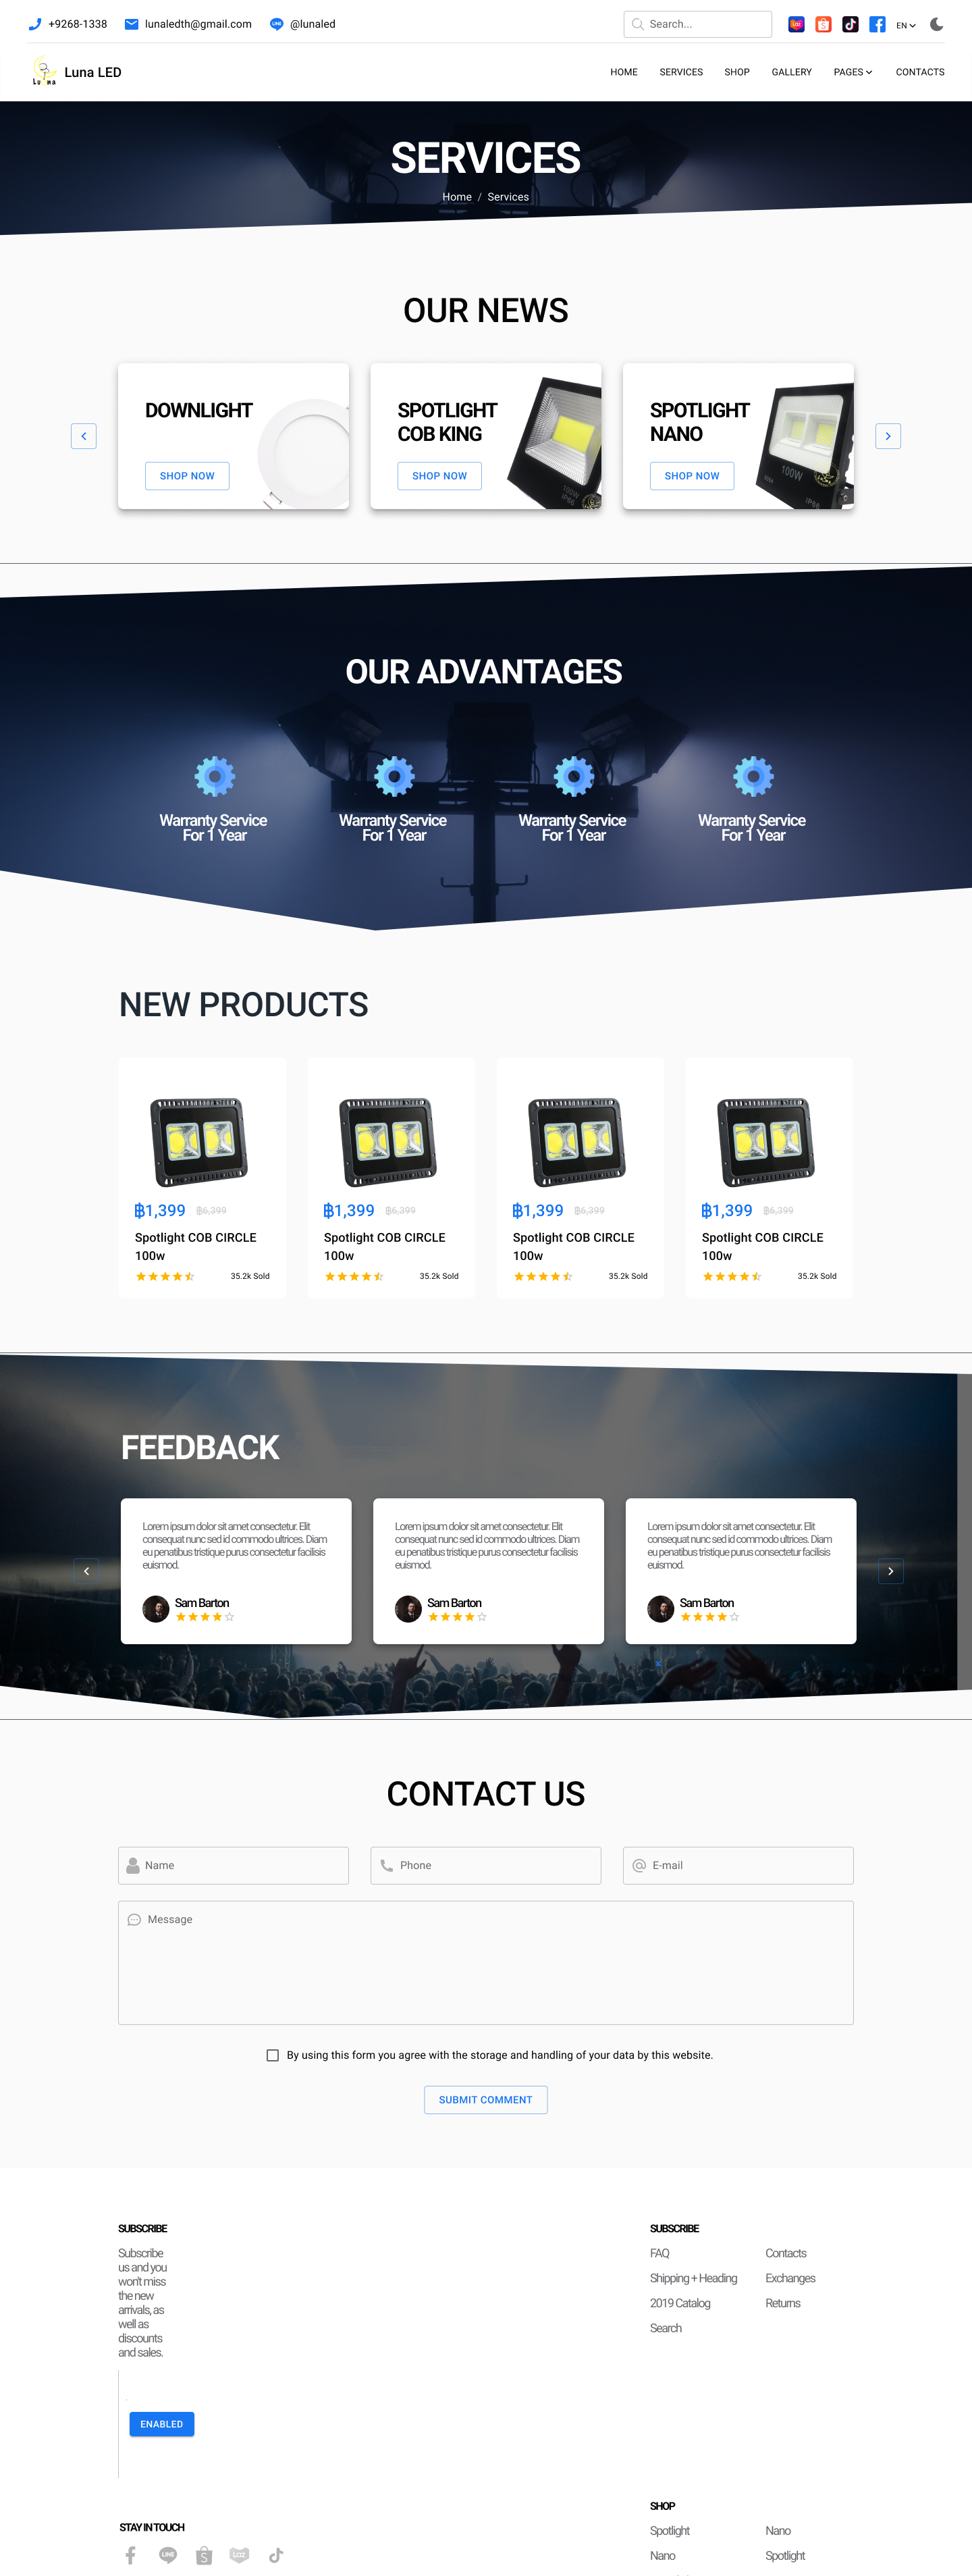 +9268-1338 lunaledth@gmail.com @lunaled Search... EN
Luna LED HOME SERVICES SHOP GALLERY PAGES CONTACTS
SERVICES
Home / Services
OUR NEWS
DOWNLIGHT
SHOP NOW
SPOTLIGHT
COB KING
SHOP NOW
100W
IP66
SPOTLIGHT
NANO
SHOP NOW
100W
IP66
OUR ADVANTAGES
Warranty Service
For 1 Year
Warranty Service
For 1 Year
Warranty Service
For 1 Year
Warranty Service
For 1 Year
NEW PRODUCTS
฿1,399 ฿6,399
Spotlight COB CIRCLE
100w
35.2k Sold
฿1,399 ฿6,399
Spotlight COB CIRCLE
100w
35.2k Sold
฿1,399 ฿6,399
Spotlight COB CIRCLE
100w
35.2k Sold
฿1,399 ฿6,399
Spotlight COB CIRCLE
100w
35.2k Sold
FEEDBACK
Lorem ipsum dolor sit amet consectetur. Elit
consequat nunc sed id commodo ultrices. Diam
eu penatibus tristique purus consectetur facilisis
euismod.
Sam Barton
Lorem ipsum dolor sit amet consectetur. Elit
consequat nunc sed id commodo ultrices. Diam
eu penatibus tristique purus consectetur facilisis
euismod.
Sam Barton
Lorem ipsum dolor sit amet consectetur. Elit
consequat nunc sed id commodo ultrices. Diam
eu penatibus tristique purus consectetur facilisis
euismod.
Sam Barton
CONTACT US
Name
Phone
E-mail
Message
By using this form you agree with the storage and handling of your data by this website.
SUBMIT COMMENT
SUBSCRIBE
Subscribe
us and you
won't miss
the new
arrivals, as
well as
discounts
and sales.
ENABLED
STAY IN TOUCH
SUBSCRIBE
FAQ Contacts
Shipping + Heading Exchanges
2019 Catalog Returns
Search
SHOP
Spotlight Nano
Nano Spotlight